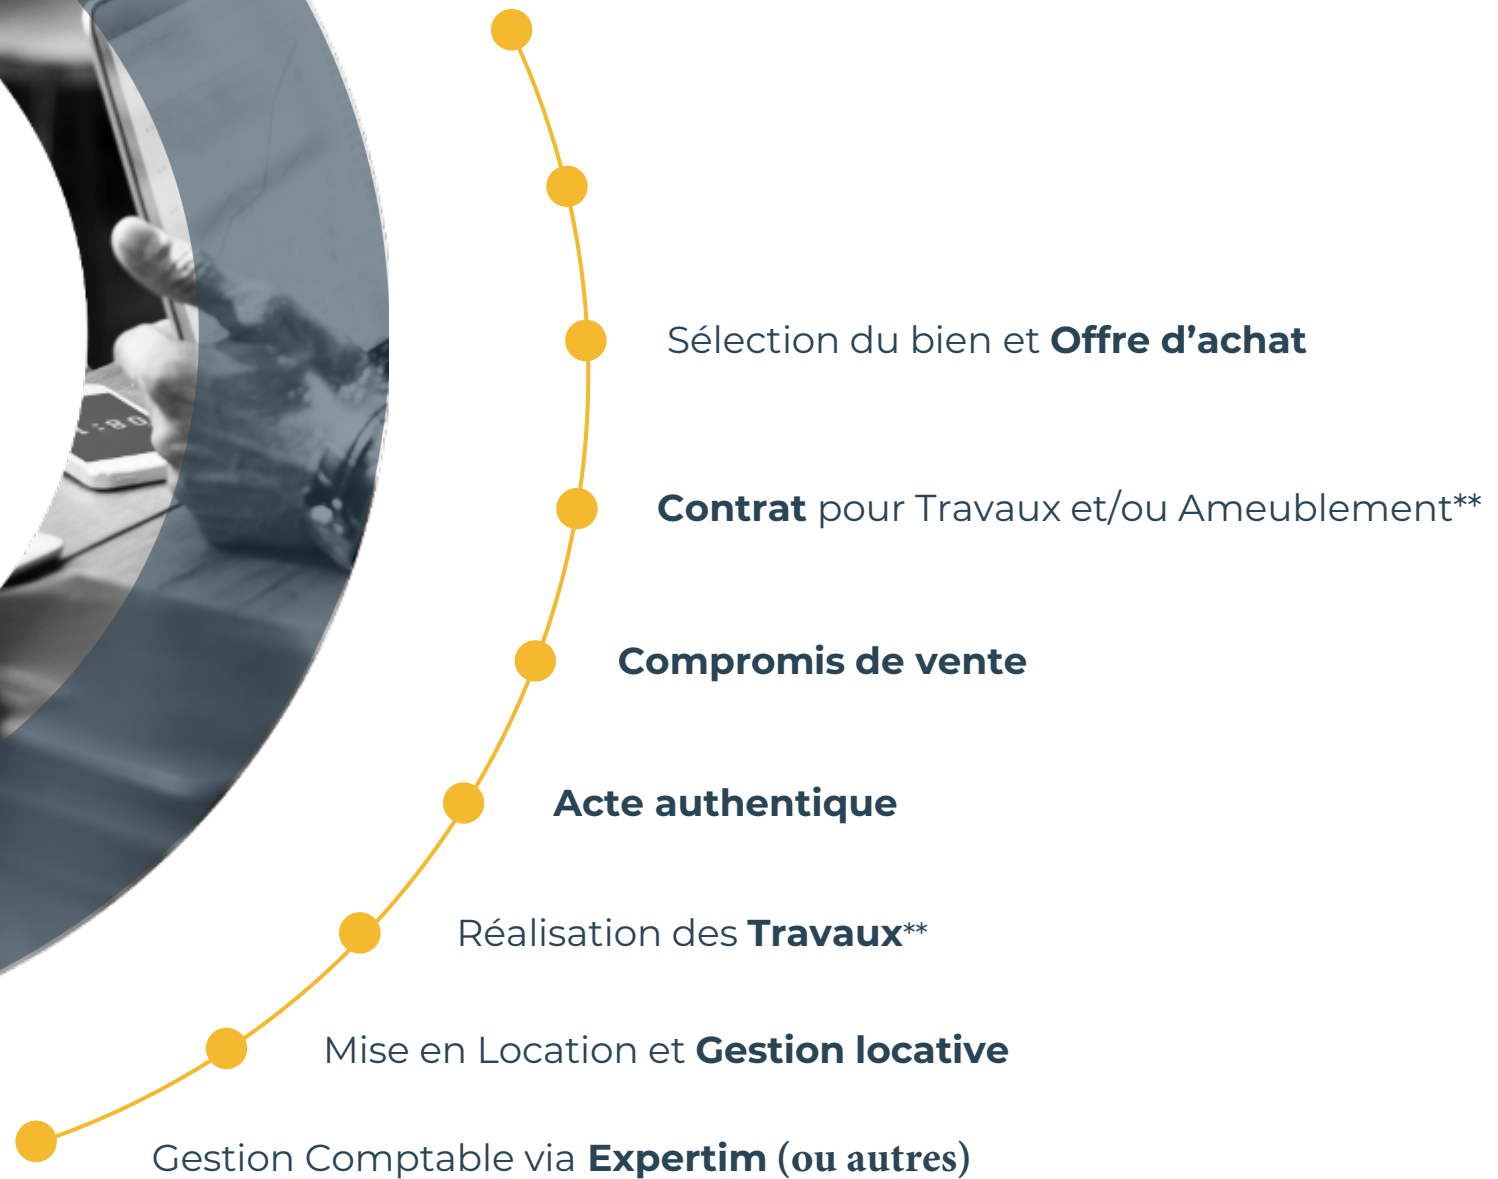 Sélection du bien et Offre d’achat
Contrat pour Travaux et/ou Ameublement**
Compromis de vente
Acte authentique
Réalisation des Travaux**
Mise en Location et Gestion locative
Gestion Comptable via Expertim (ou autres)